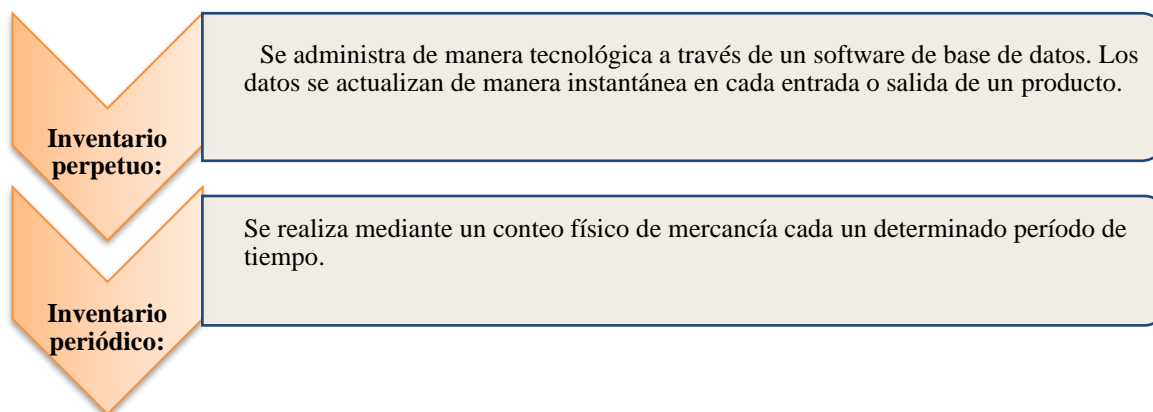 Inventario
perpetuo:
Se administra de manera tecnológica a través de un software de base de datos. Los
datos se actualizan de manera instantánea en cada entrada o salida de un producto.
Inventario
periódico:
Se realiza mediante un conteo físico de mercancía cada un determinado período de
tiempo.